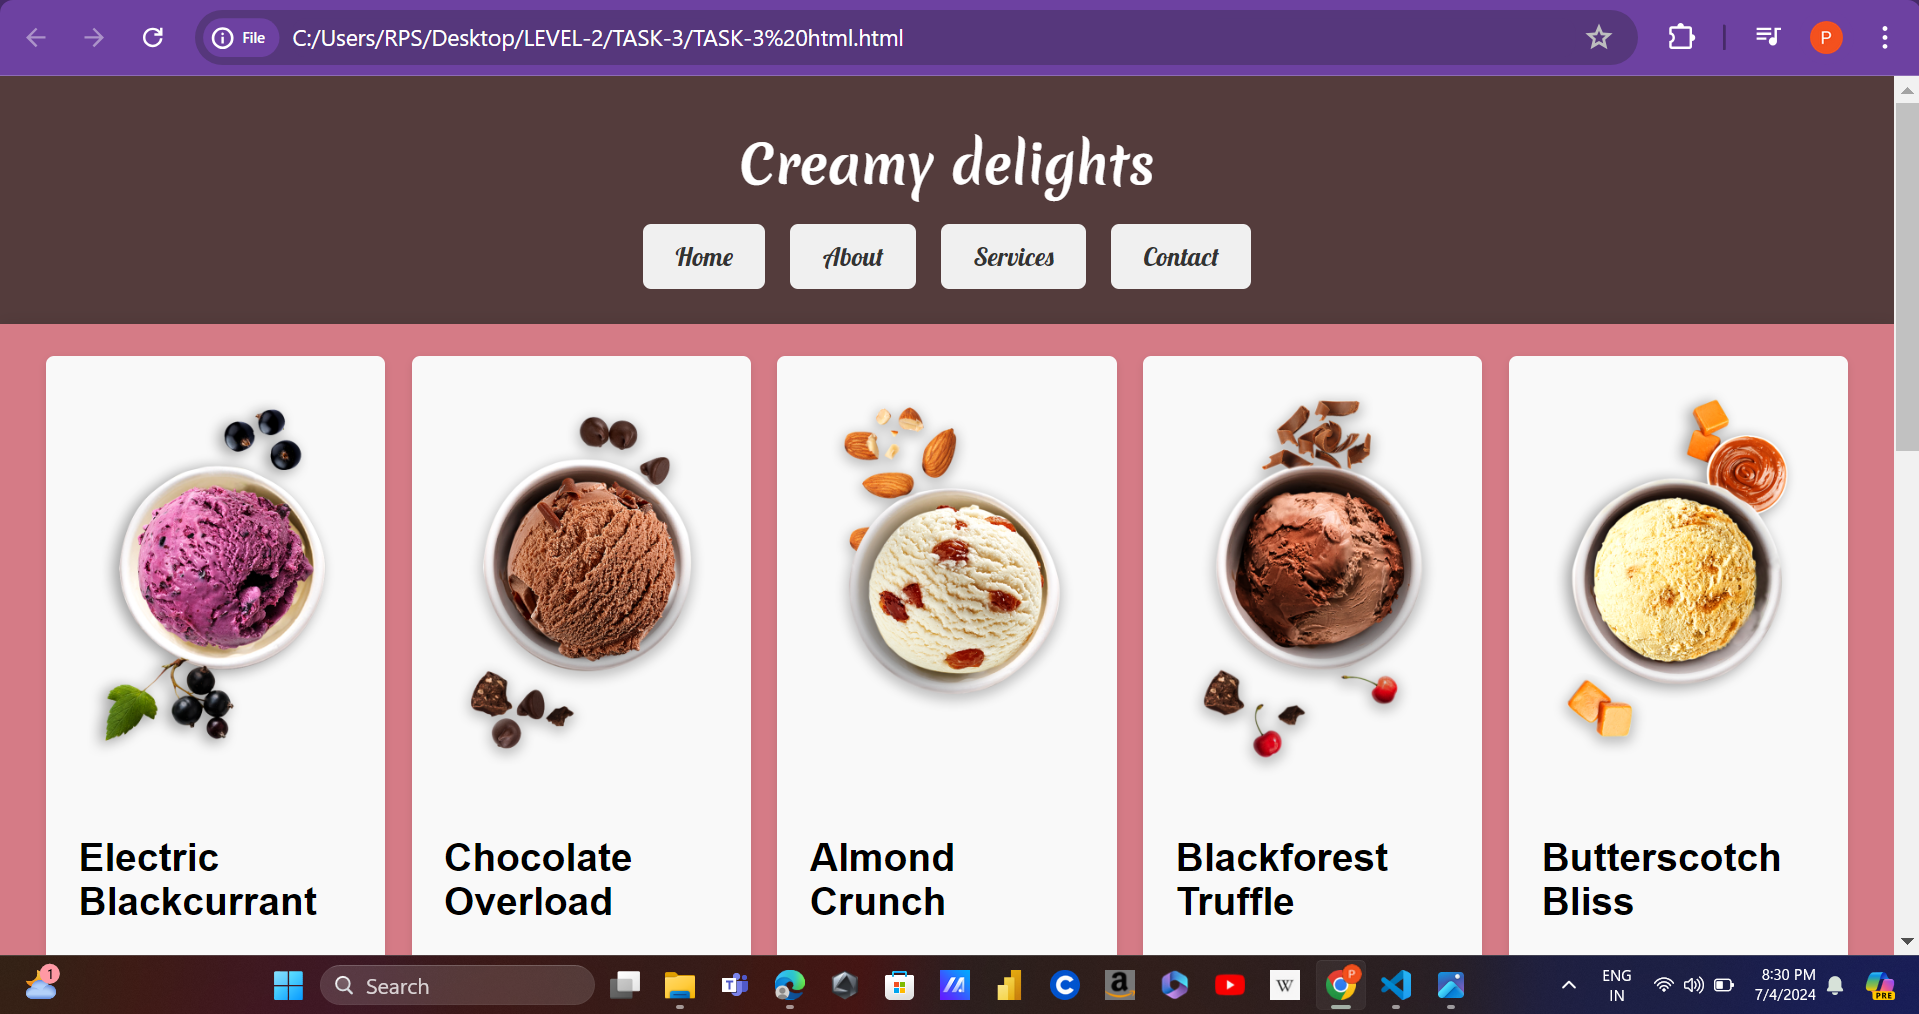 File C:/Users/RPS/Desktop/LEVEL-2/TASK-3/TASK-3%20html.html
P
Creamy delights
Home About Services Contact
Electric Blackcurrant
Chocolate Overload
Almond Crunch
Blackforest Truffle
Butterscotch Bliss
1
Search
T
a
W
P
ENG
IN
8:30 PM
7/4/2024
PRE